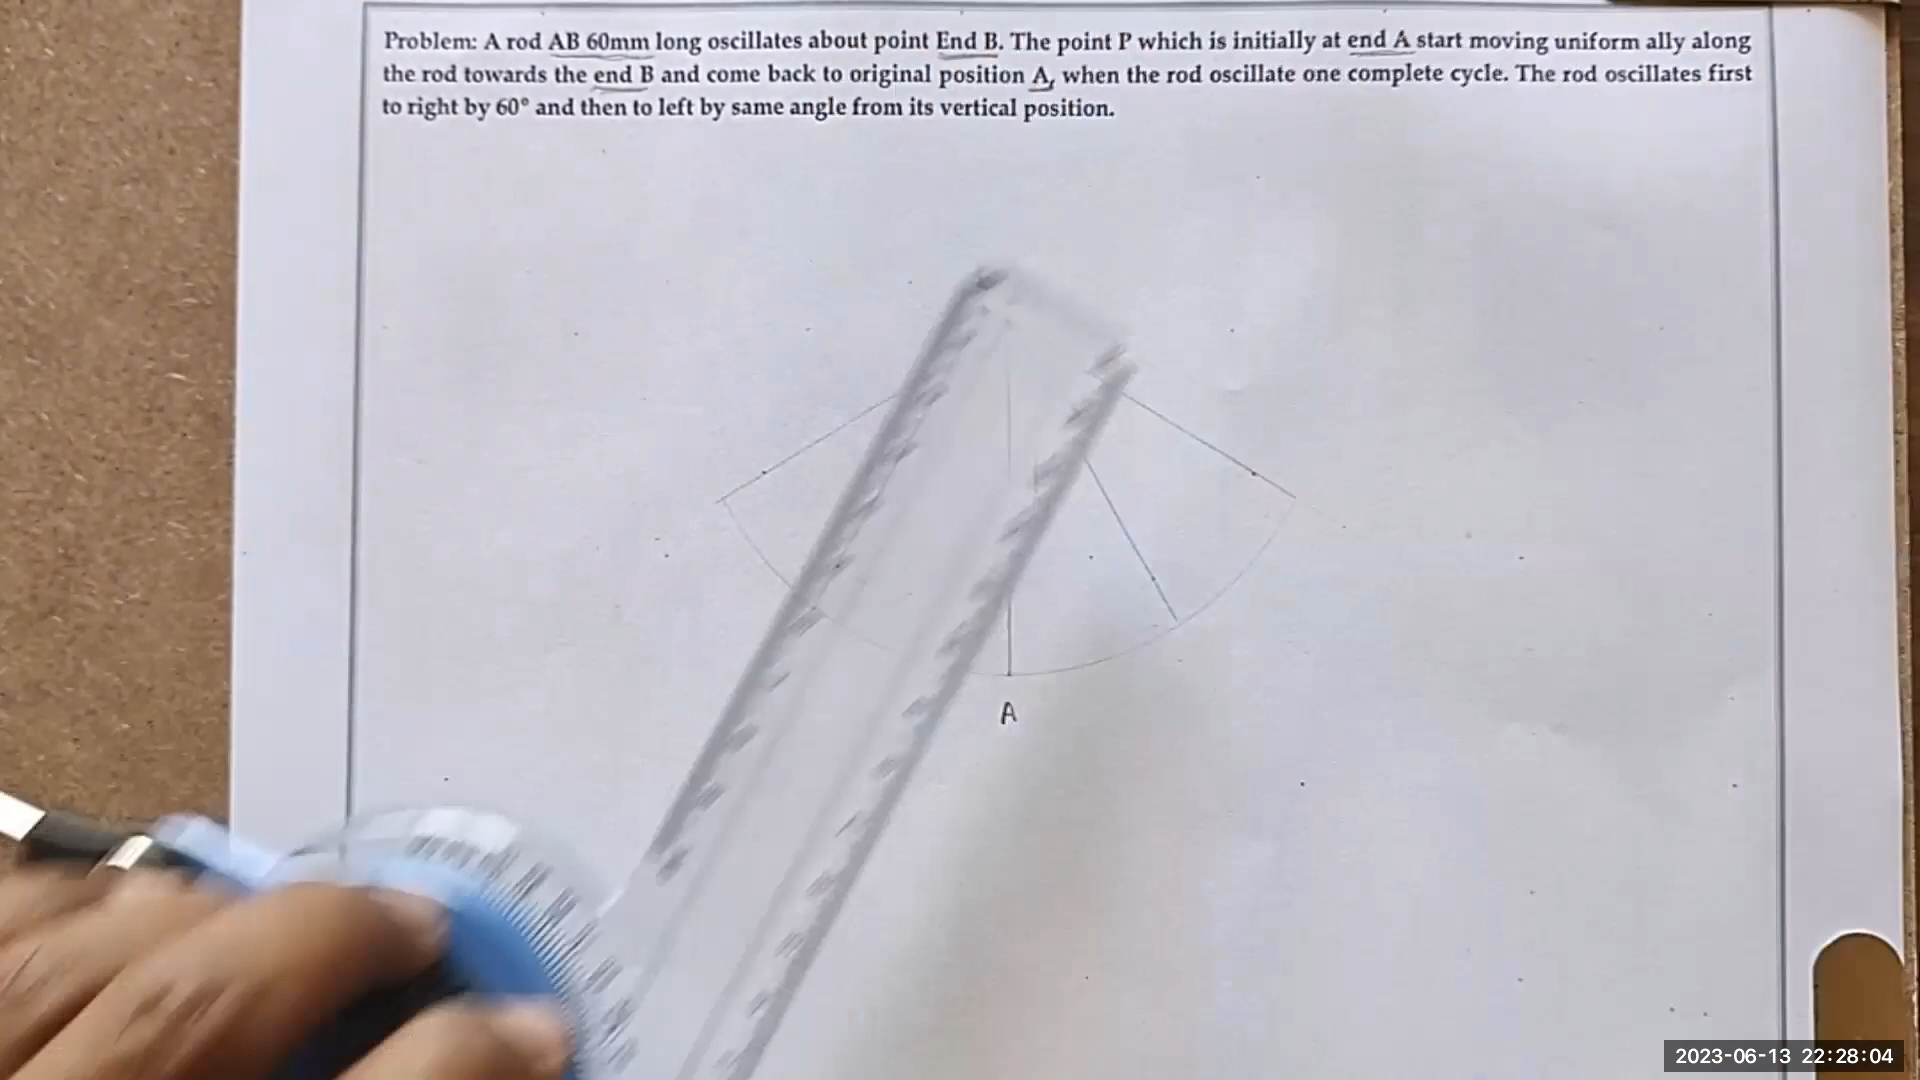 Problem: A rod AB 60mm long oscillates about point End B. The point P which is initially at end A start moving uniform ally along
the rod towards the end B and come back to original position A, when the rod oscillate one complete cycle. The rod oscillates first
to right by 60° and then to left by same angle from its vertical position.
A
2023-06-13 22:28:04